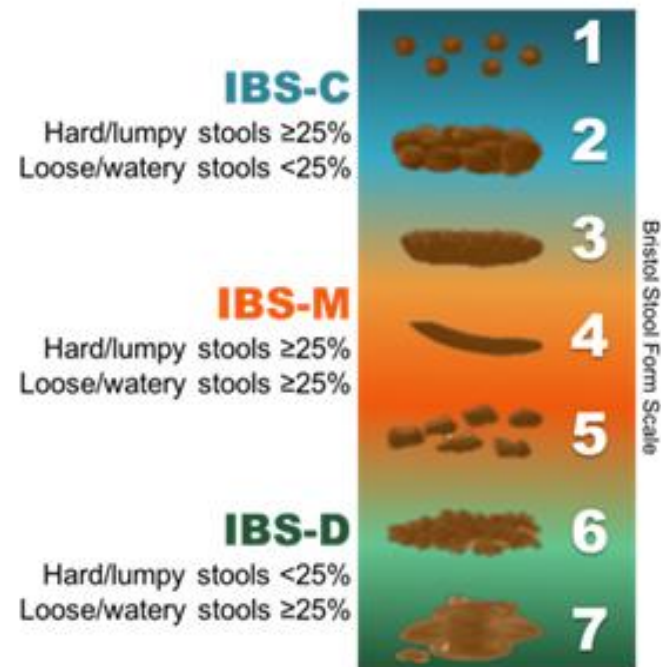 IBS-C
Hard/lumpy stools ≥25%
Loose/watery stools <25%
IBS-M
Hard/lumpy stools ≥25%
Loose/watery stools ≥25%
IBS-D
Hard/lumpy stools <25%
Loose/watery stools ≥25%
1
2
3
4
5
6
7
Bristol Stool Form Scale